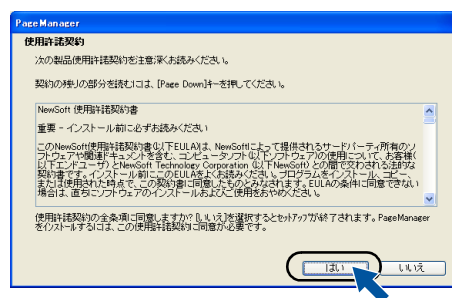 PageManager
使用許諾契約
次の製品使用許諾契約を注意深くお読みください。
契約の残りの部分を読むには、[Page Down]キーを押してください。
NewSoft 使用許諾契約書
重要 - インストール前に必ずお読みください
このNewSoft使用許諾契約書(以下EULA)は、NewSoftによって提供されるサードパーティ所有のソ
フトウェアや関連ドキュメントを含む、コンピュータソフト(以下ソフトウェア)の使用について、お客様(
以下エンドユーザ)とNewSoft Technology Corporation (以下NewSoft)との間で交わされる法的な
契約書です。インストール前にこのEULAをよくお読みください。プログラムをインストール、コピー、
または使用された時点で、この契約書に同意したものとみなされます。EULAの条件に同意できない
場合は、直ちにソフトウェアのインストールおよびご使用をおやめください。
使用許諾契約の全条項に同意しますか? [いいえ]を選択するとセットアップが終了されます。PageManager
をインストールするには、この使用許諾契約に同意が必要です。
はい
いいえ